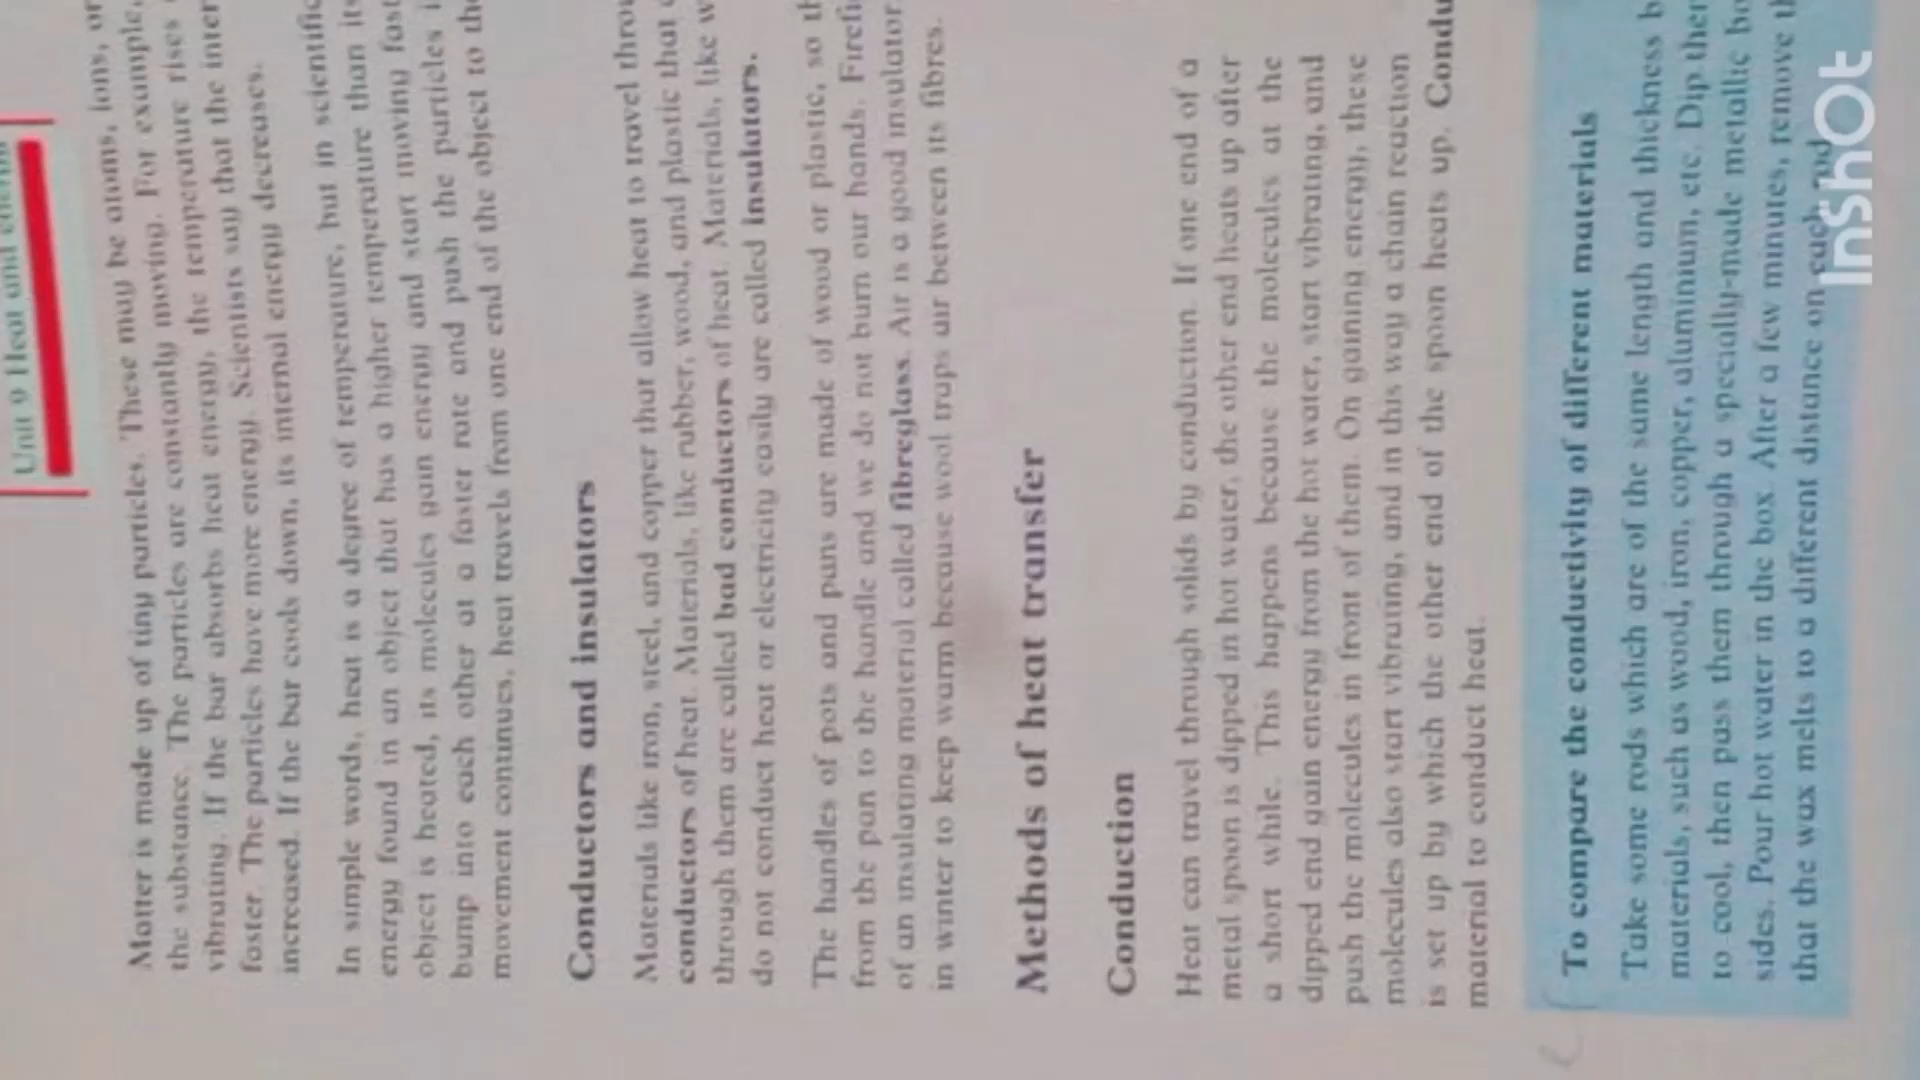 Unit 9 Heat and
Matter is made up of tiny particles. These may be atoms, ions, or
the substance. The particles are constantly moving. For example,
vibrating. If the bar absorbs heat energy, the temperature rises
faster. The particles have more energy. Scientists say that the inter
increased. If the bar cools down, its internal energy decreases.
In simple words, heat is a degree of temperature, but in scientific
energy found in an object that has a higher temperature than its
object is heated, its molecules gain energy and start moving fast
bump into each other at a faster rate and push the particles i
movement continues, heat travels from one end of the object to the
Conductors and insulators
Materials like iron, steel, and copper that allow heat to travel throu
conductors of heat. Materials, like rubber, wood, and plastic that
through them are called bad conductors of heat. Materials, like w
do not conduct heat or electricity easily are called insulators.
The handles of pots and pans are made of wood or plastic, so th
from the pan to the handle and we do not burn our hands. Firefi
of an insulating material called fibreglass. Air is a good insulator
in winter to keep warm because wool traps air between its fibres.
Methods of heat transfer
Conduction
Heat can travel through solids by conduction. If one end of a
metal spoon is dipped in hot water, the other end heats up after
a short while. This happens because the molecules at the
dipped end gain energy from the hot water, start vibrating, and
push the molecules in front of them. On gaining energy, these
molecules also start vibrating, and in this way a chain reaction
is set up by which the other end of the spoon heats up. Condu
material to conduct heat.
To compare the conductivity of different materials
Take some rods which are of the same length and thickness b
materials, such as wood, iron, copper, aluminium, etc. Dip them
to cool, then pass them through a specially-made metallic bo
sides. Pour hot water in the box. After a few minutes, remove th
that the wax melts to a different distance on each rod
InShOt